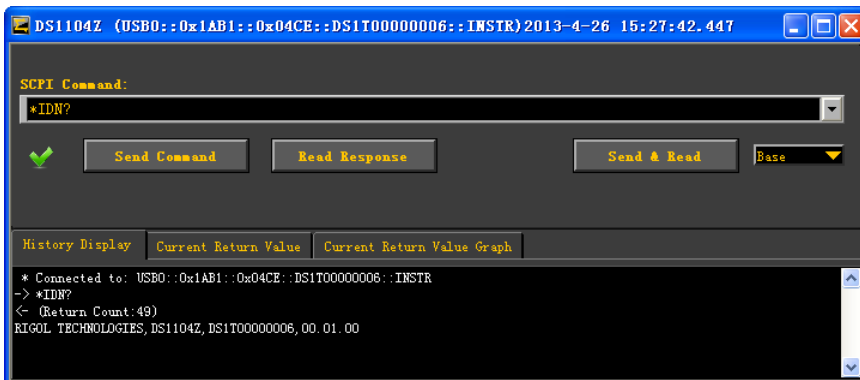 DS1104Z (USB0::0x1AB1::0x04CE::DS1T00000006::INSTR)2013-4-26 15:27:42.447
SCPI Command:
*IDN?
Send Command Read Response Send & Read Base
History Display Current Return Value Current Return Value Graph
* Connected to: USB0::0x1AB1::0x04CE::DS1T00000006::INSTR
-> *IDN?
<- (Return Count:49)
RIGOL TECHNOLOGIES,DS1104Z,DS1T00000006,00.01.00